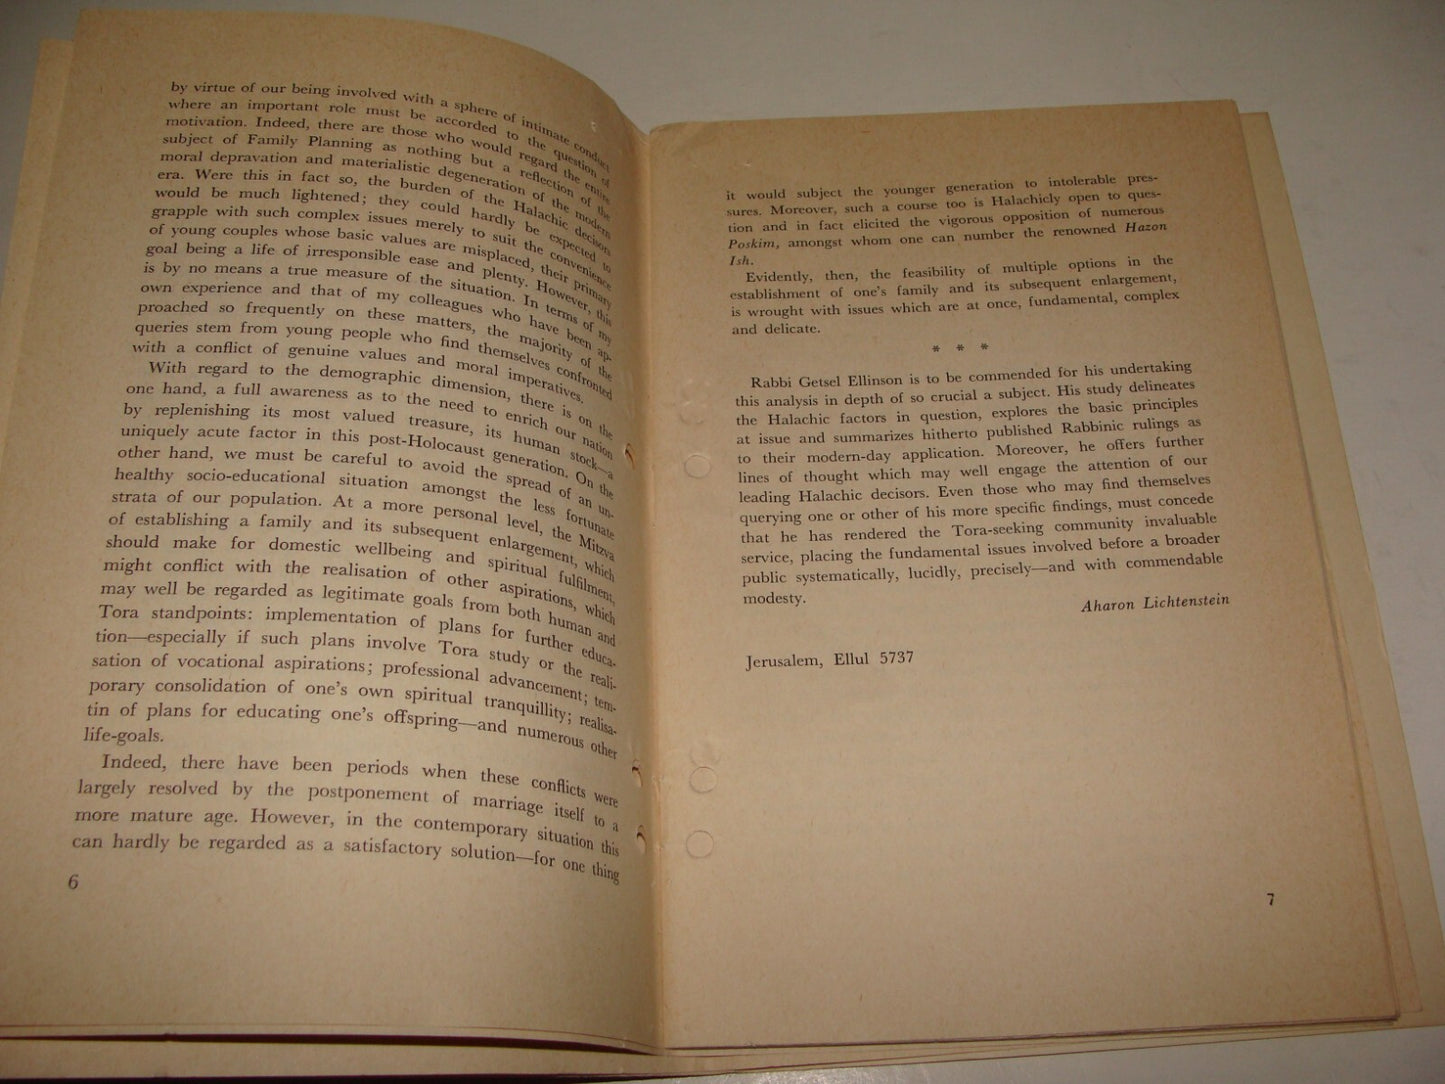 by virtue of our being involved with a sphere of intimate conduct
where an important role must be accorded to the question of
motivation. Indeed, there are those who would regard the entire
subject of Family Planning as nothing but a reflection of the
moral depravation and materialistic degeneration of the modern
era. Were this in fact so, the burden of the Halachic decisors
would be much lightened; they could hardly be expected to
grapple with such complex issues merely to suit the convenience
of young couples whose basic values are misplaced, their primary
goal being a life of irresponsible ease and plenty. However, this
is by no means a true measure of the situation. In terms of my
own experience and that of my colleagues who have been ap-
proached so frequently on these matters, the majority of the
queries stem from young people who find themselves confronted
with a conflict of genuine values and moral imperatives.
With regard to the demographic dimension, there is on the
one hand, a full awareness as to the need to enrich our nation
by replenishing its most valued treasure, its human stock—a
uniquely acute factor in this post-Holocaust generation. On the
other hand, we must be careful to avoid the spread of an un-
healthy socio-educational situation amongst the less fortunate
strata of our population. At a more personal level, the Mitzva
of establishing a family and its subsequent enlargement, which
should make for domestic wellbeing and spiritual fulfilment,
might conflict with the realisation of other aspirations, which
may well be regarded as legitimate goals from both human and
Tora standpoints: implementation of plans for further educa-
tion—especially if such plans involve Tora study or the reali-
sation of vocational aspirations; professional advancement; tem-
porary consolidation of one's own spiritual tranquillity; realisa-
tin of plans for educating one's offspring—and numerous other
life-goals.
Indeed, there have been periods when these conflicts were
largely resolved by the postponement of marriage itself to a
more mature age. However, in the contemporary situation this
can hardly be regarded as a satisfactory solution—for one thing
6
it would subject the younger generation to intolerable pres-
sures. Moreover, such a course too is Halachicly open to ques-
tion and in fact elicited the vigorous opposition of numerous
Poskim, amongst whom one can number the renowned Hazon
Ish.
Evidently, then, the feasibility of multiple options in the
establishment of one's family and its subsequent enlargement,
is wrought with issues which are at once, fundamental, complex
and delicate.
* * *
Rabbi Getsel Ellinson is to be commended for his undertaking
this analysis in depth of so crucial a subject. His study delineates
the Halachic factors in question, explores the basic principles
at issue and summarizes hitherto published Rabbinic rulings as
to their modern-day application. Moreover, he offers further
lines of thought which may well engage the attention of our
leading Halachic decisors. Even those who may find themselves
querying one or other of his more specific findings, must concede
that he has rendered the Tora-seeking community invaluable
service, placing the fundamental issues involved before a broader
public systematically, lucidly, precisely—and with commendable
modesty.
Aharon Lichtenstein
Jerusalem, Ellul 5737
7